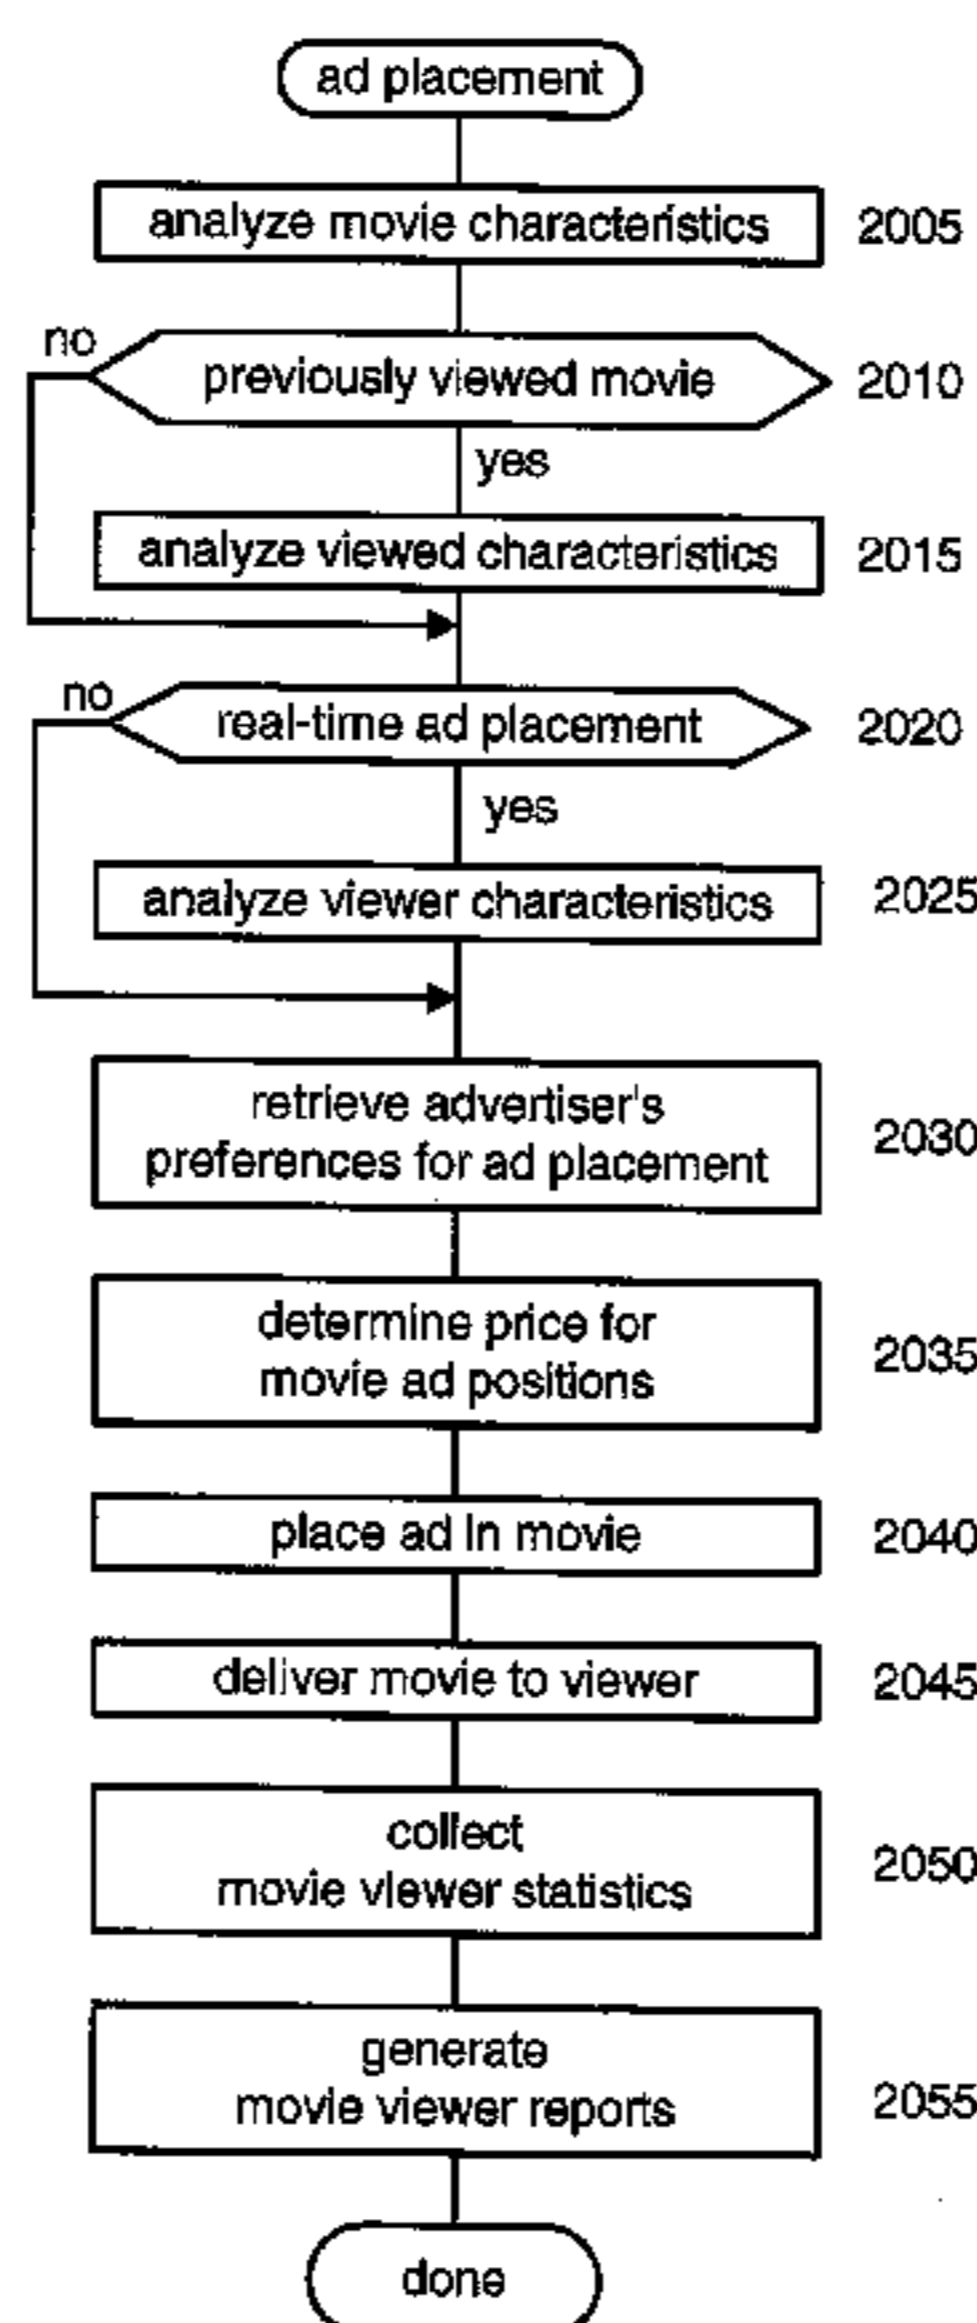 ad placement
analyze movie characteristics 2005
no
previously viewed movie 2010
yes
analyze viewed characteristics 2015
no
real-time ad placement 2020
yes
analyze viewer characteristics 2025
retrieve advertiser's
preferences for ad placement 2030
determine price for
movie ad positions 2035
place ad in movie 2040
deliver movie to viewer 2045
collect
movie viewer statistics 2050
generate
movie viewer reports 2055
done